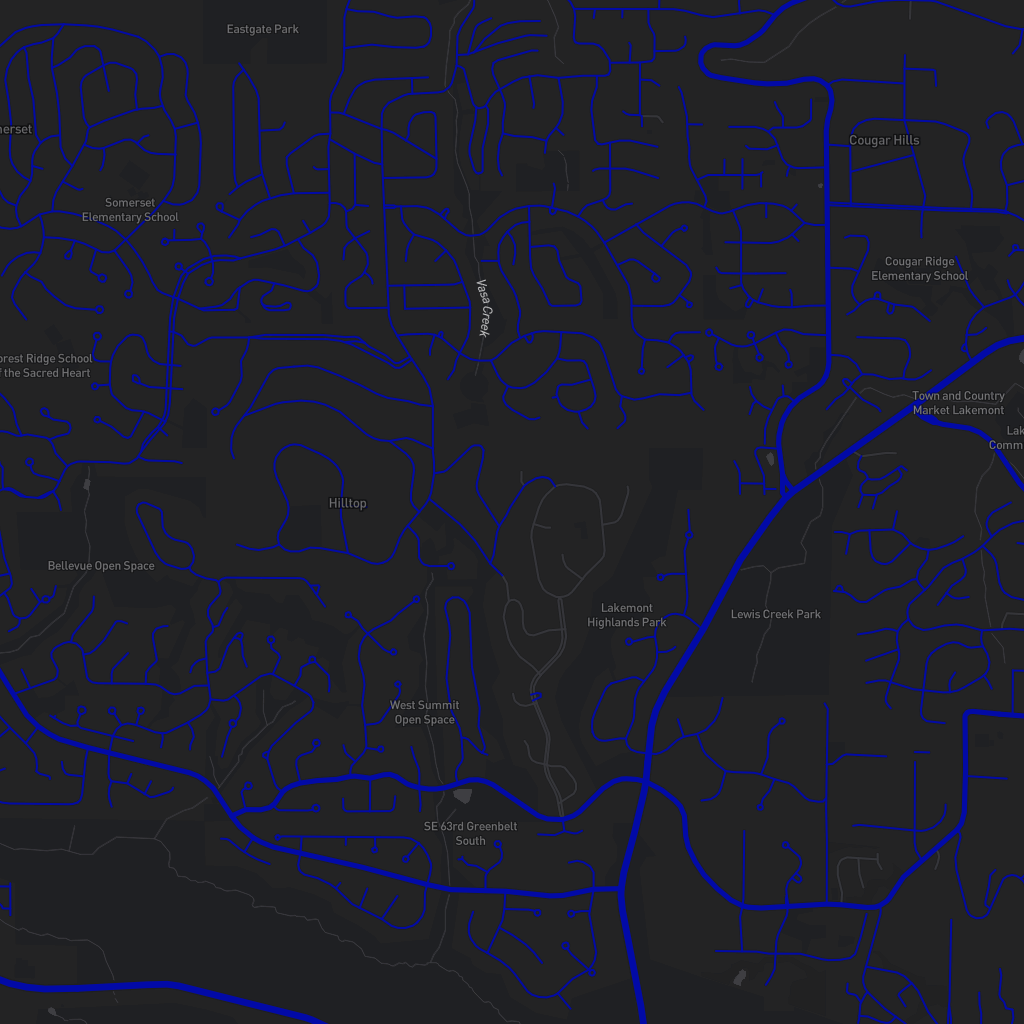 Eastgate Park
merset
Cougar Hills
Somerset
Elementary School
Cougar Ridge
Elementary School
Vasa Creek
orest Ridge School
f the Sacred Heart
Town and Country
Market Lakemont
Lak
Comm
Hilltop
Bellevue Open Space
Lakemont
Highlands Park
Lewis Creek Park
West Summit
Open Space
SE 63rd Greenbelt
South